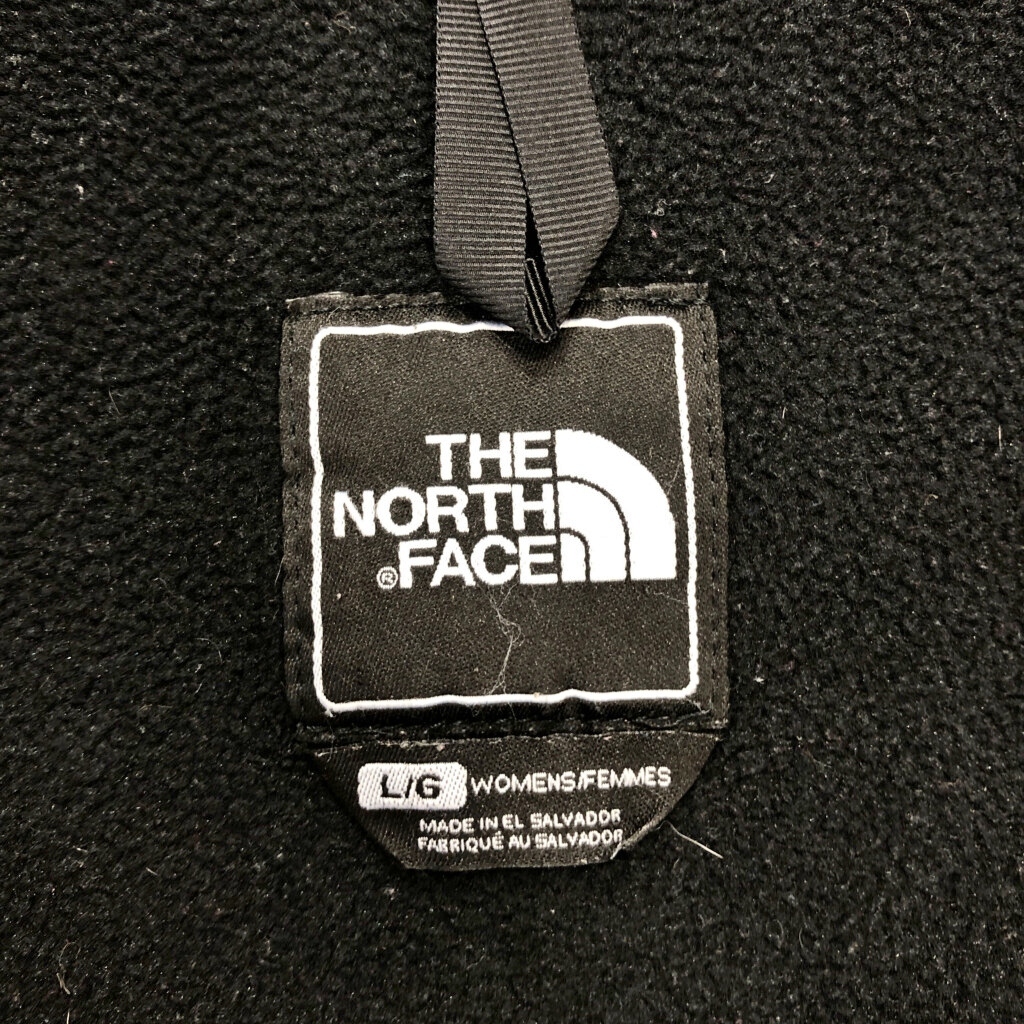 THE
NORTH
®FACE
L/G WOMENS/FEMMES
MADE IN EL SALVADOR
FABRIQUÉ AU SALVADOR